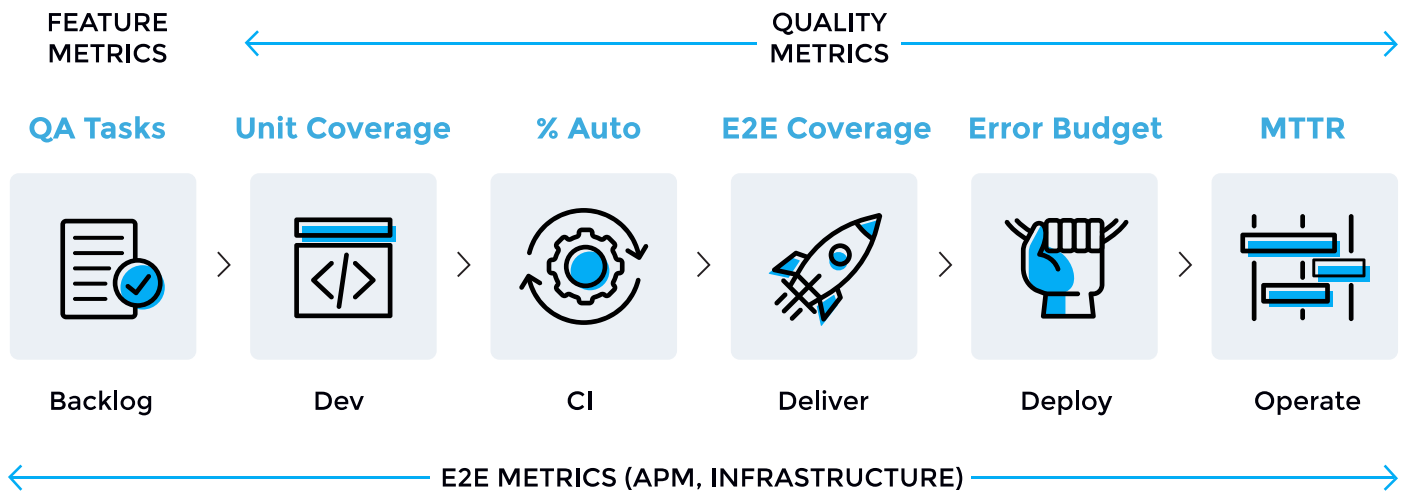 FEATURE
METRICS
QUALITY
METRICS
QA Tasks
Unit Coverage
% Auto
E2E Coverage
Error Budget
MTTR
</>
Backlog
Dev
CI
Deliver
Deploy
Operate
E2E METRICS (APM, INFRASTRUCTURE)